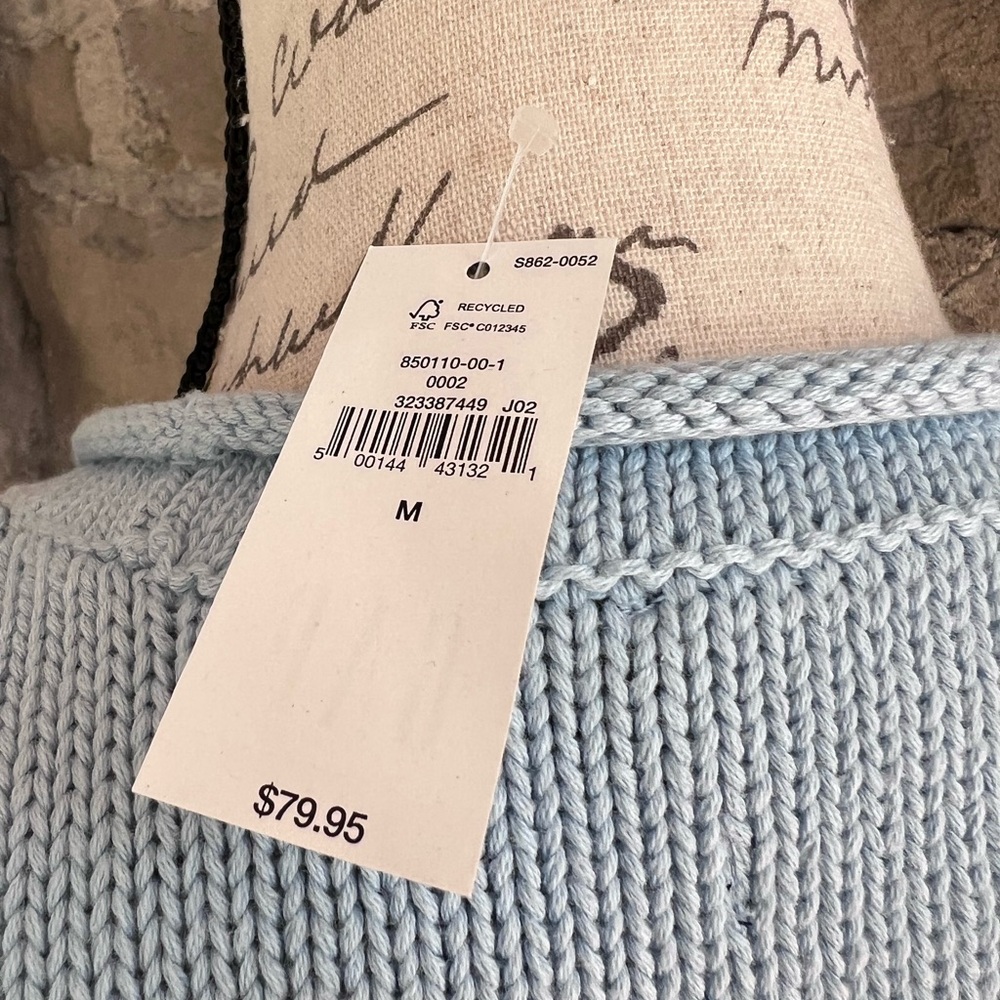 S862-0052
RECYCLED
FSC FSC® C012345
850110-00-1
0002
323387449 J02
5 00144 43132 1
M
$79.95